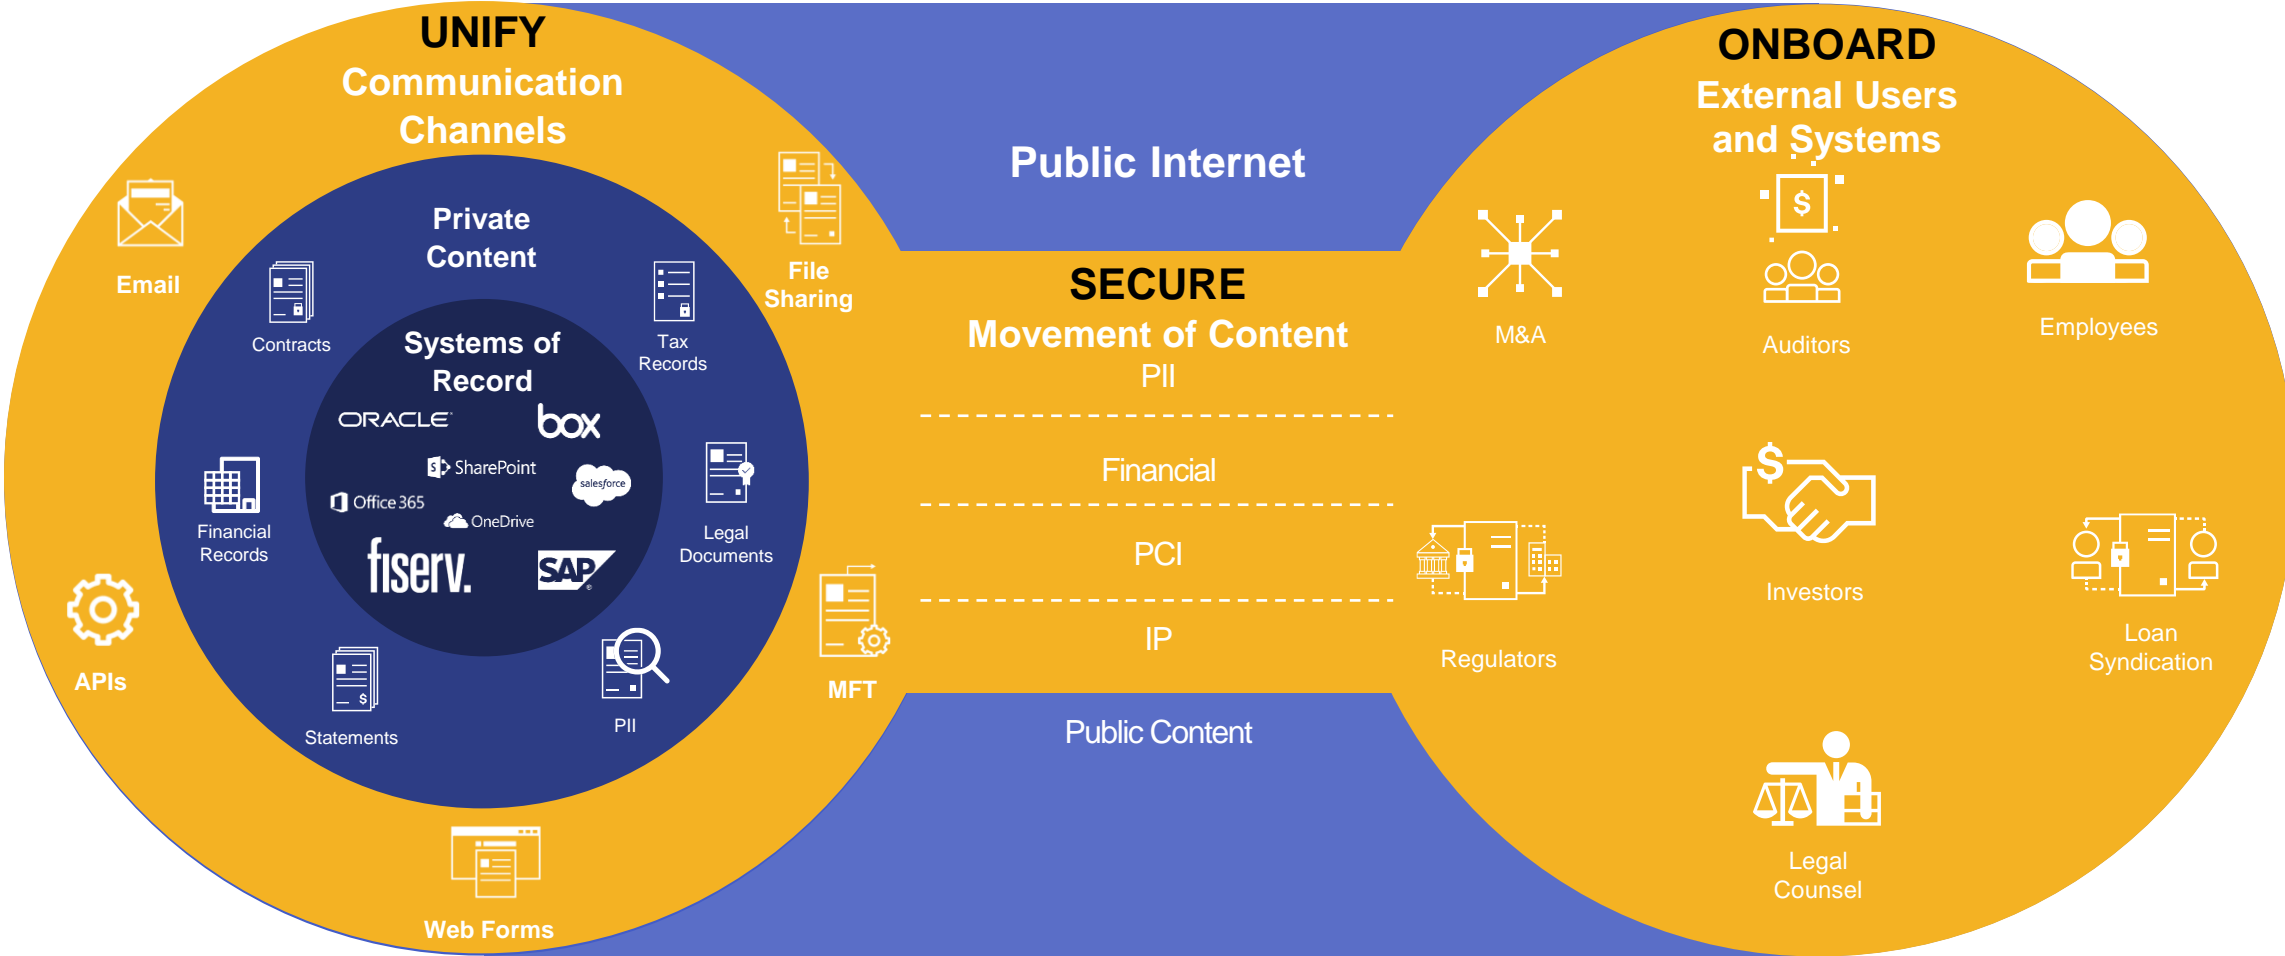 UNIFY
Communication
Channels
Email
File
Sharing
APIs
MFT
Web Forms
Private
Content
Contracts
Tax
Records
Financial
Records
Legal
Documents
Statements
$
PII
Systems of
Record
ORACLE
box
S SharePoint
salesforce
Office 365
OneDrive
fiserv.
SAP®
Public Internet
SECURE
Movement of Content
PII
Financial
PCI
IP
Public Content
ONBOARD
External Users
and Systems
M&A
$
Auditors
Employees
$
Investors
Regulators
Loan
Syndication
Legal
Counsel